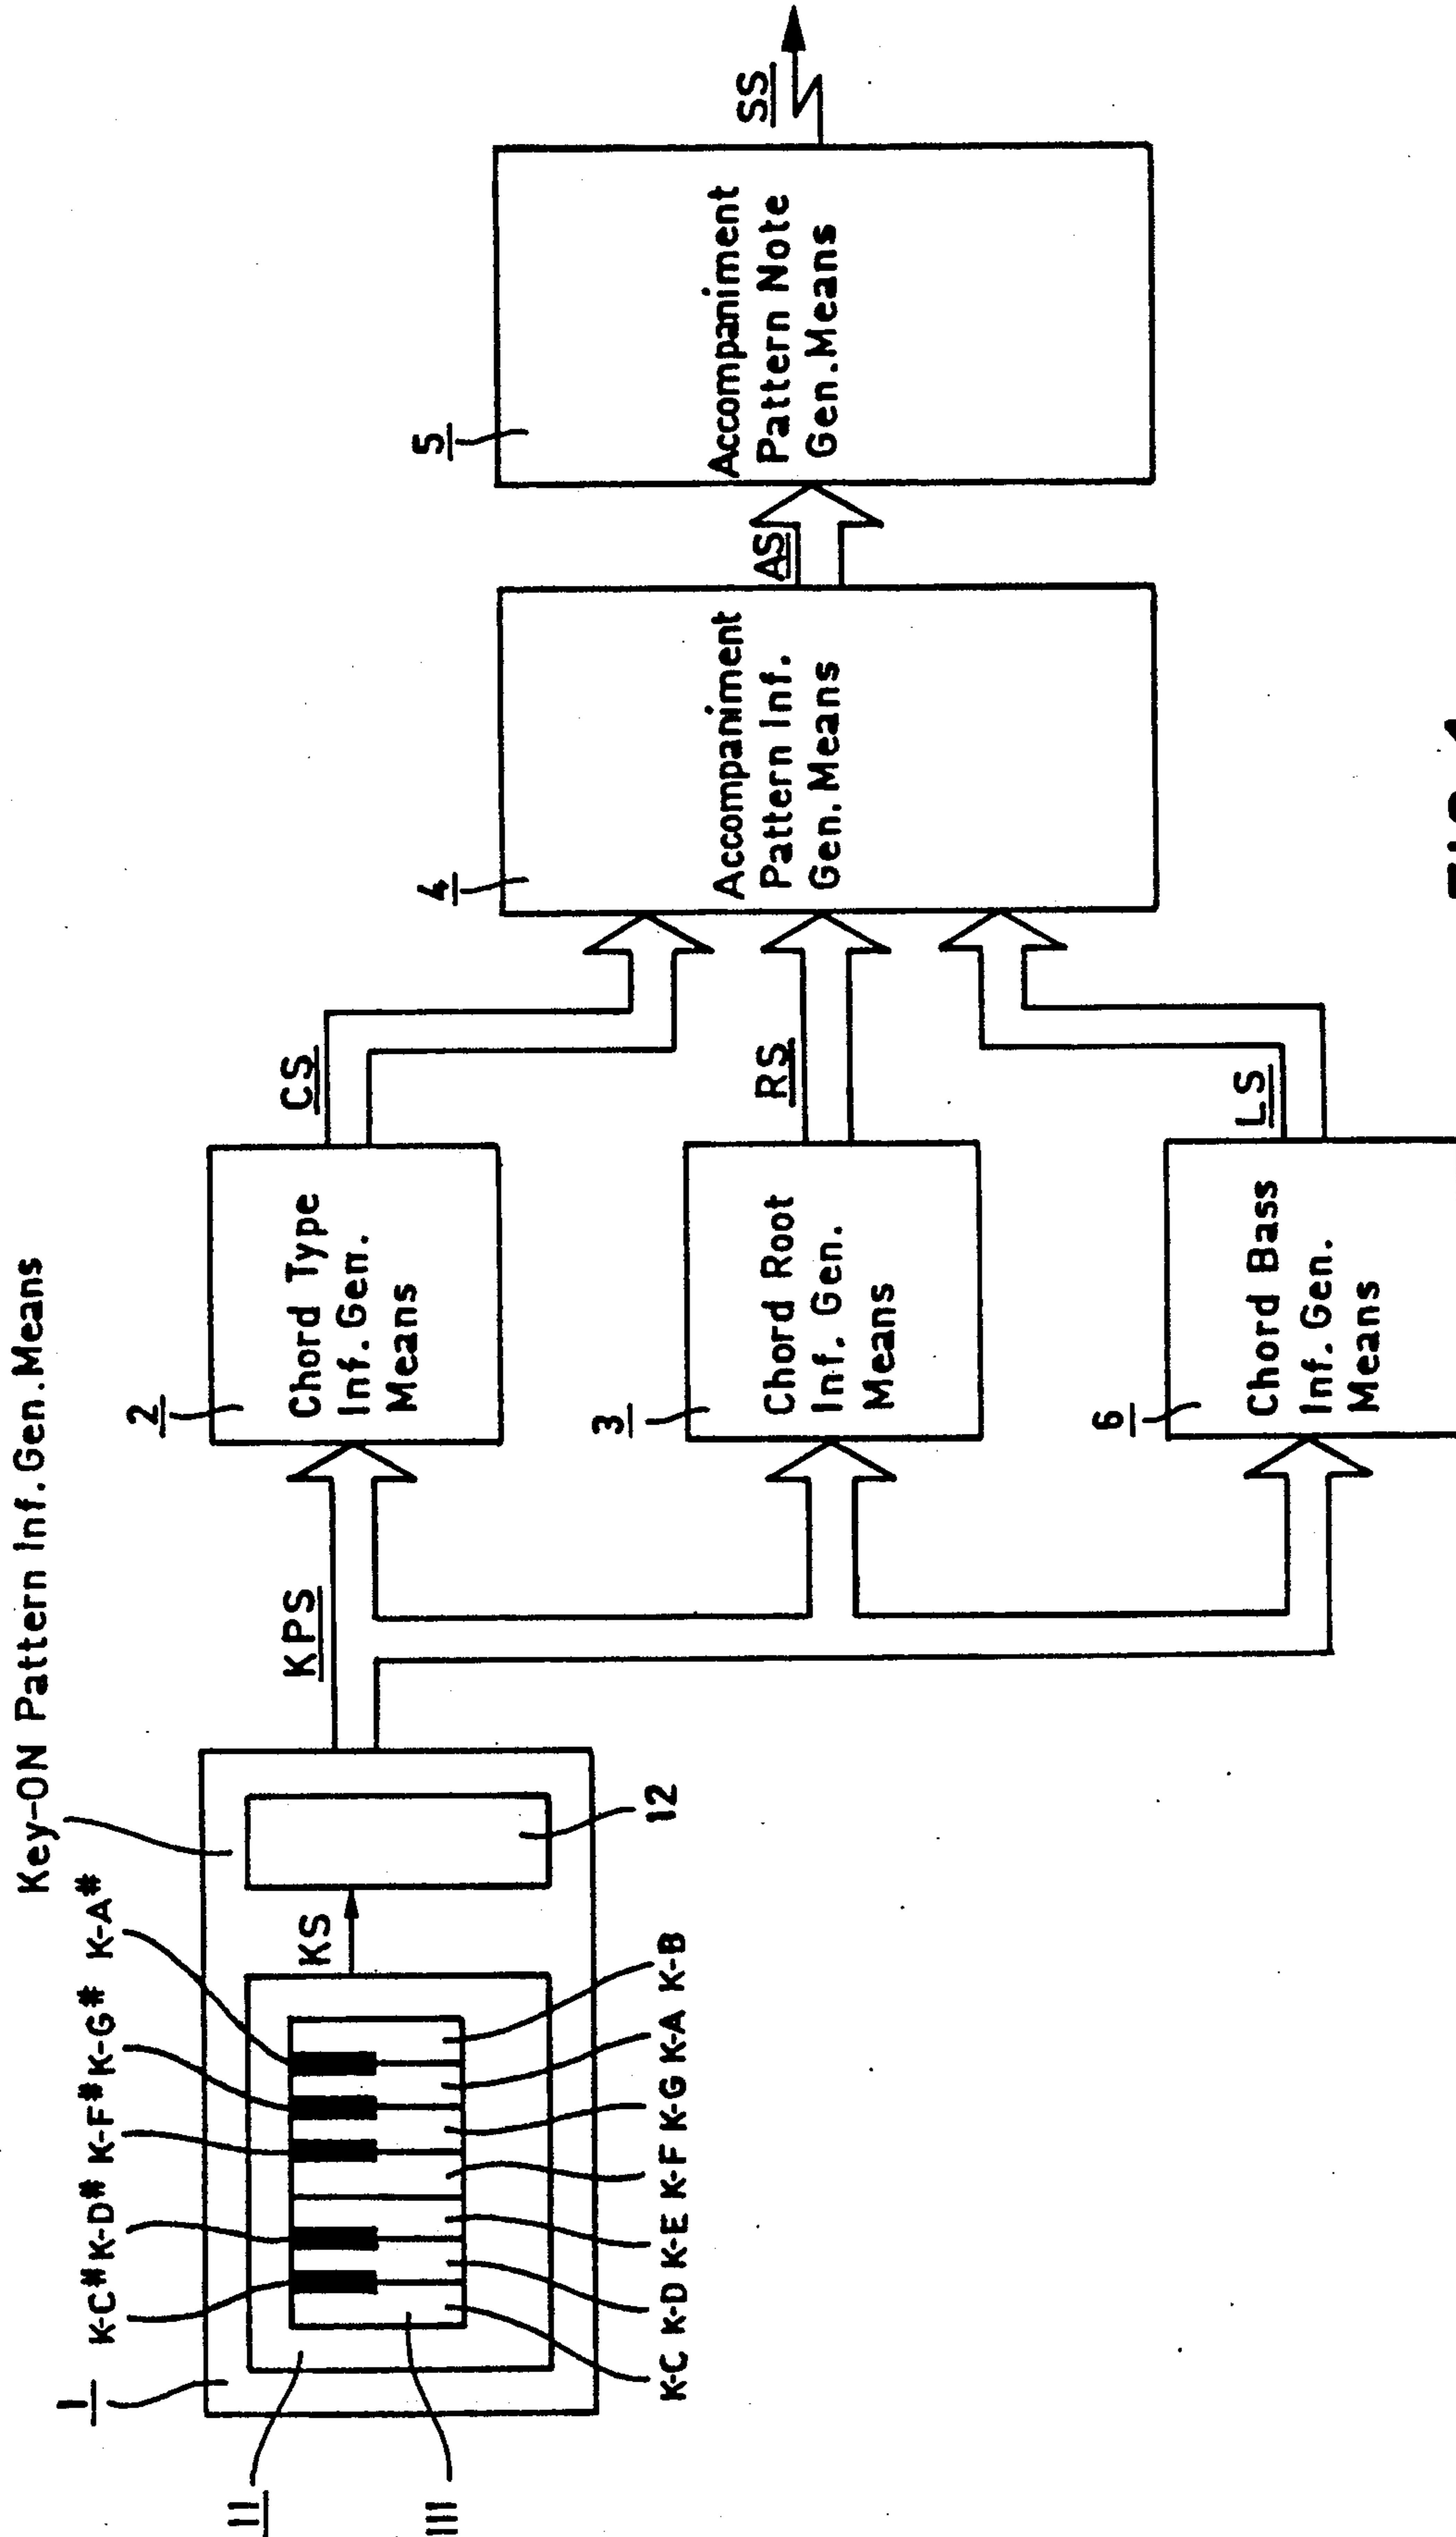 Key-ON Pattern Inf.Gen.Means
K-C# K-D# K-F# K-G# K-A#
1
11
111
KS
12
K-C K-D K-E K-F K-G K-A K-B
KPS
2
Chord Type
Inf.Gen.
Means
CS
3
Chord Root
Inf. Gen.
Means
RS
6
Chord Bass
Inf. Gen.
Means
LS
4
Accompaniment
Pattern Inf.
Gen.Means
AS
5
Accompaniment
Pattern Note
Gen.Means
SS